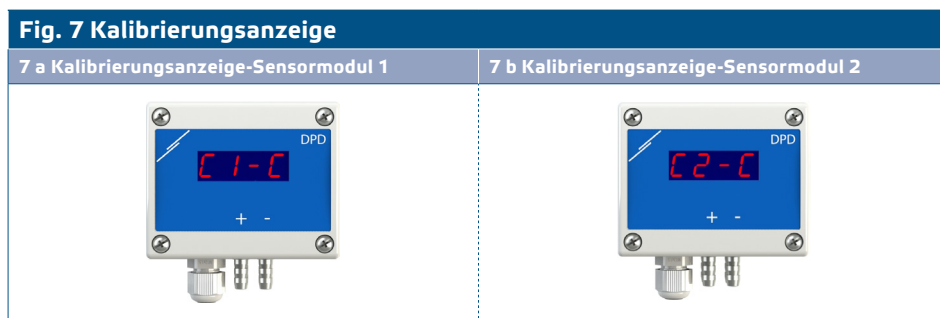 Fig. 7 Kalibrierungsanzeige
7 a Kalibrierungsanzeige-Sensormodul 1
7 b Kalibrierungsanzeige-Sensormodul 2
DPD
C1-C
+ -
DPD
C2-C
+ -